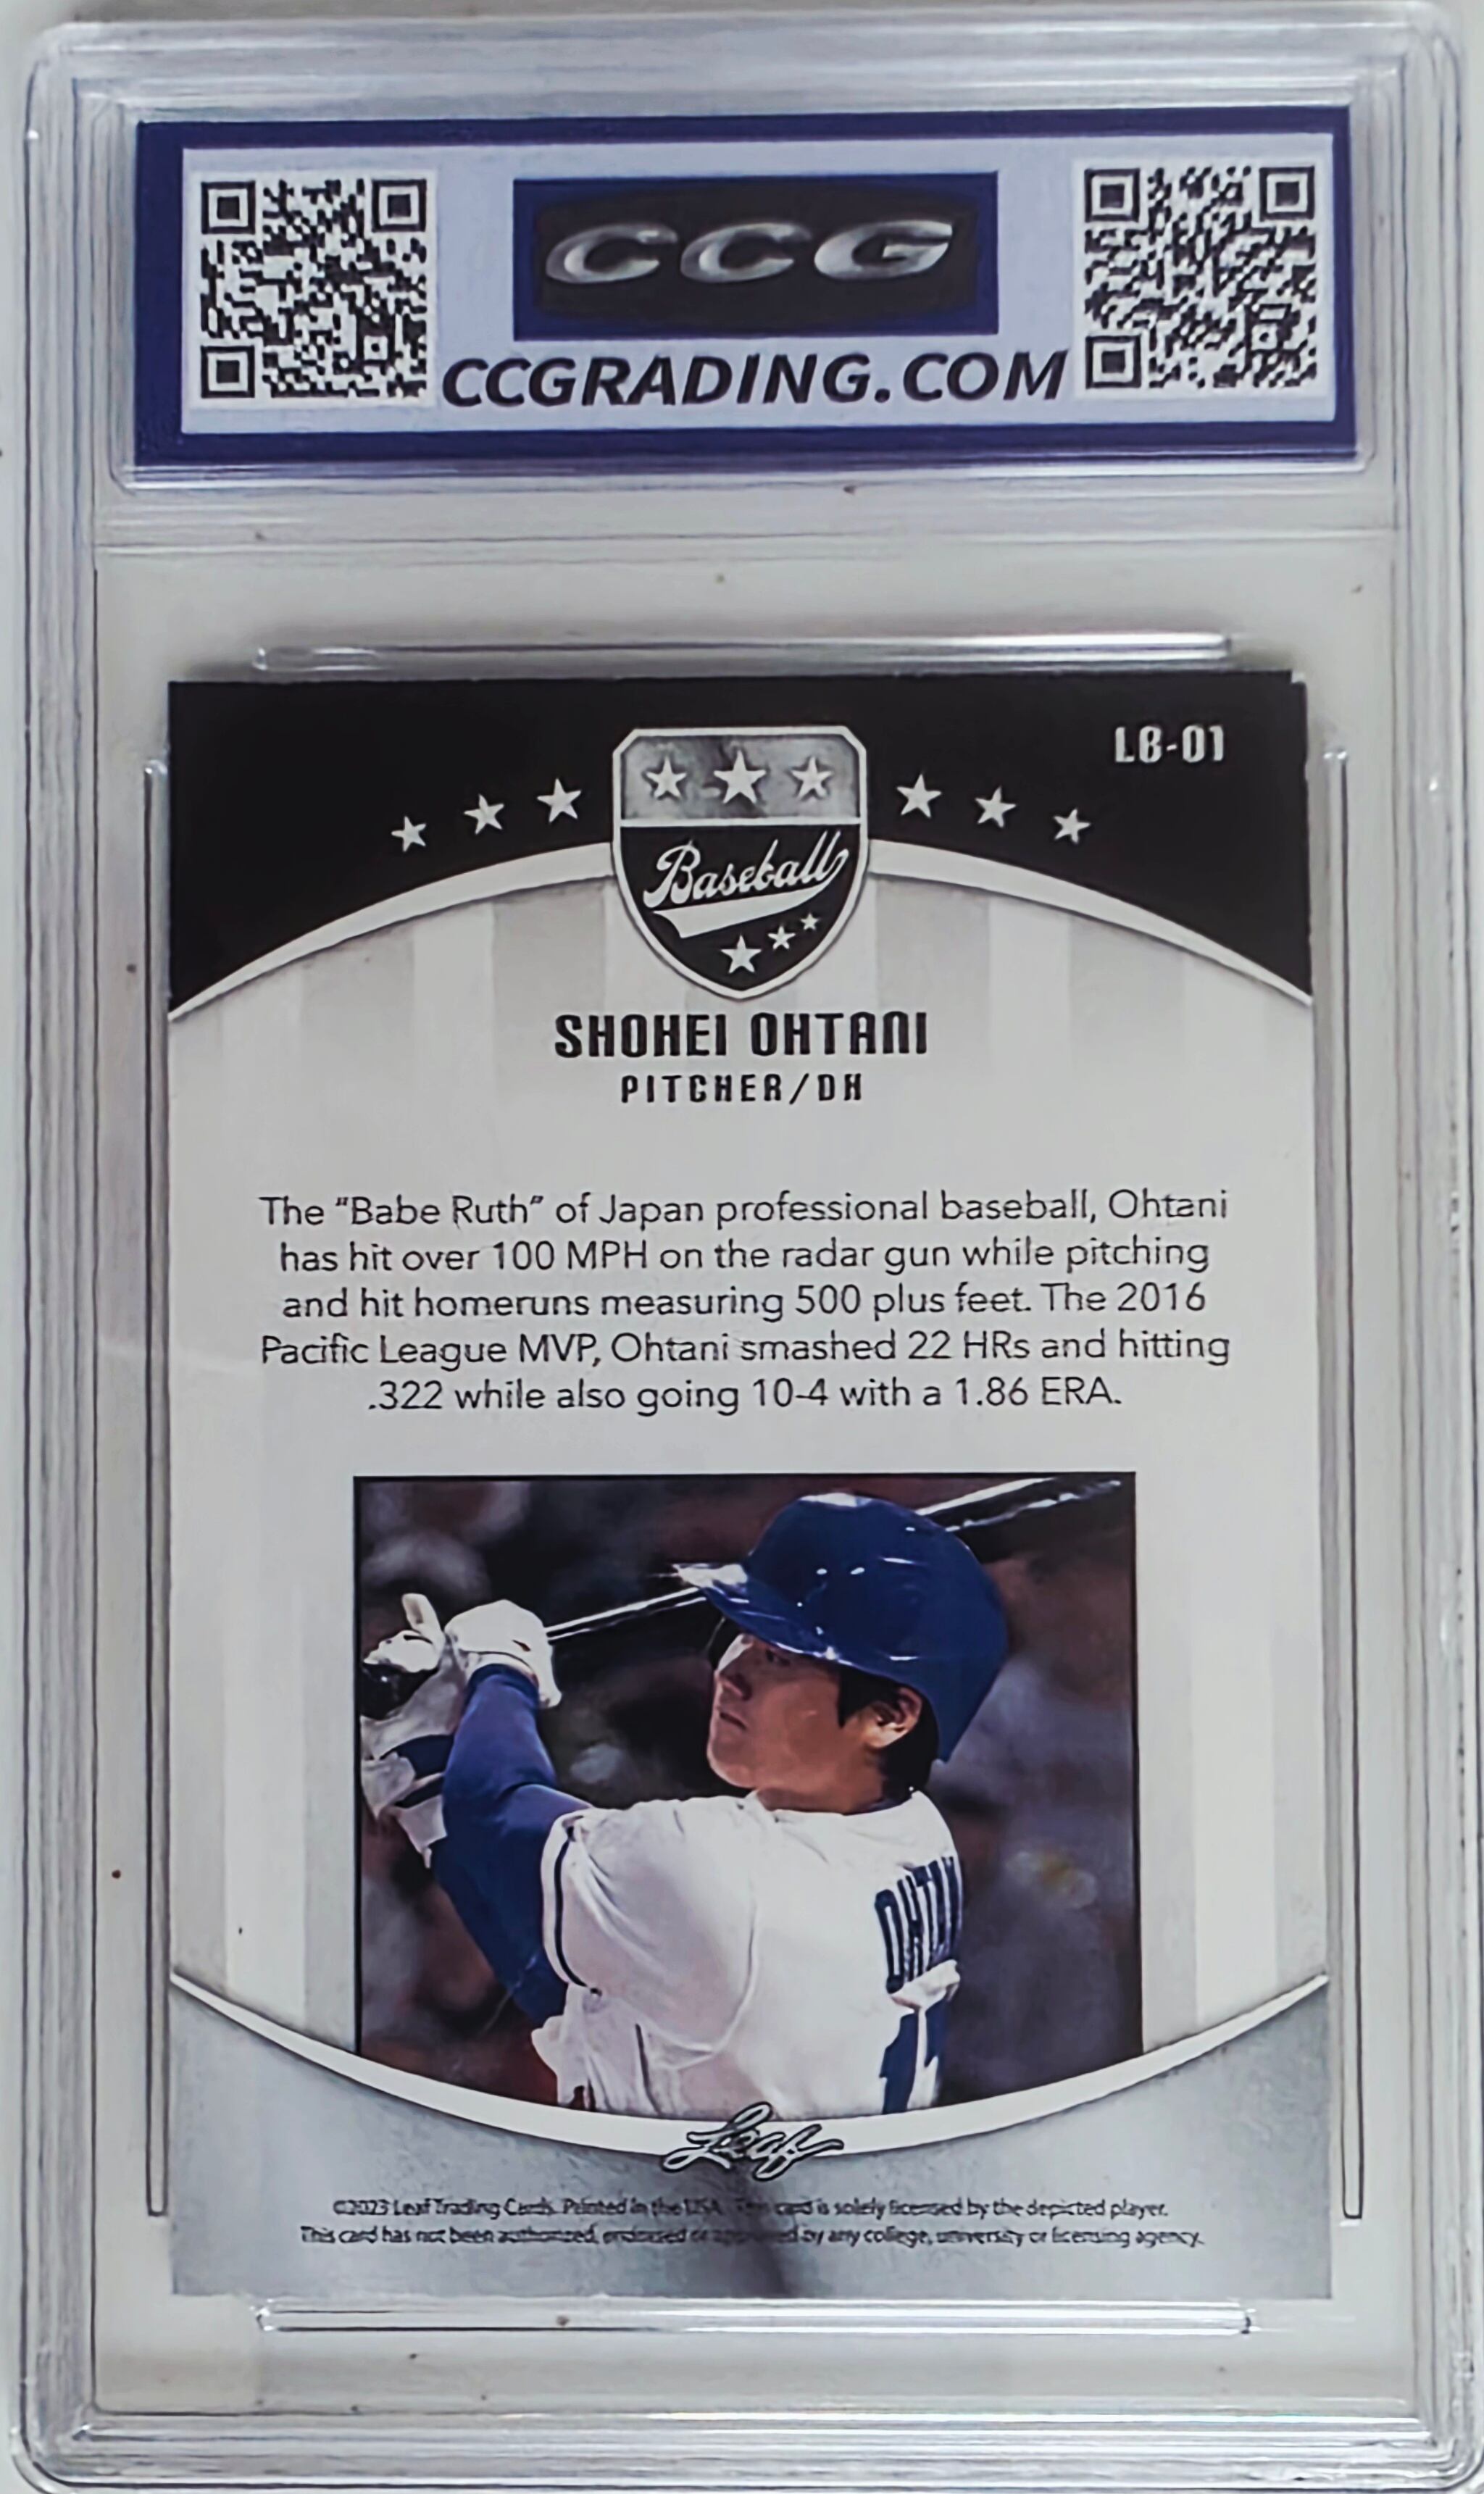 CCG
CCGRADING.COM
LB-01
Baseball
SHOHEI OHTANI
PITCHER/DH
The "Babe Ruth" of Japan professional baseball, Ohtani
has hit over 100 MPH on the radar gun while pitching
and hit homeruns measuring 500 plus feet. The 2016
Pacific League MVP, Ohtani smashed 22 HRs and hitting
.322 while also going 10-4 with a 1.86 ERA.
Leaf
©2023 Leaf Trading Cards. Printed in the USA. This card is solely licensed by the depicted player.
This card has not been authorized, endorsed or approved by any college, university or licensing agency.